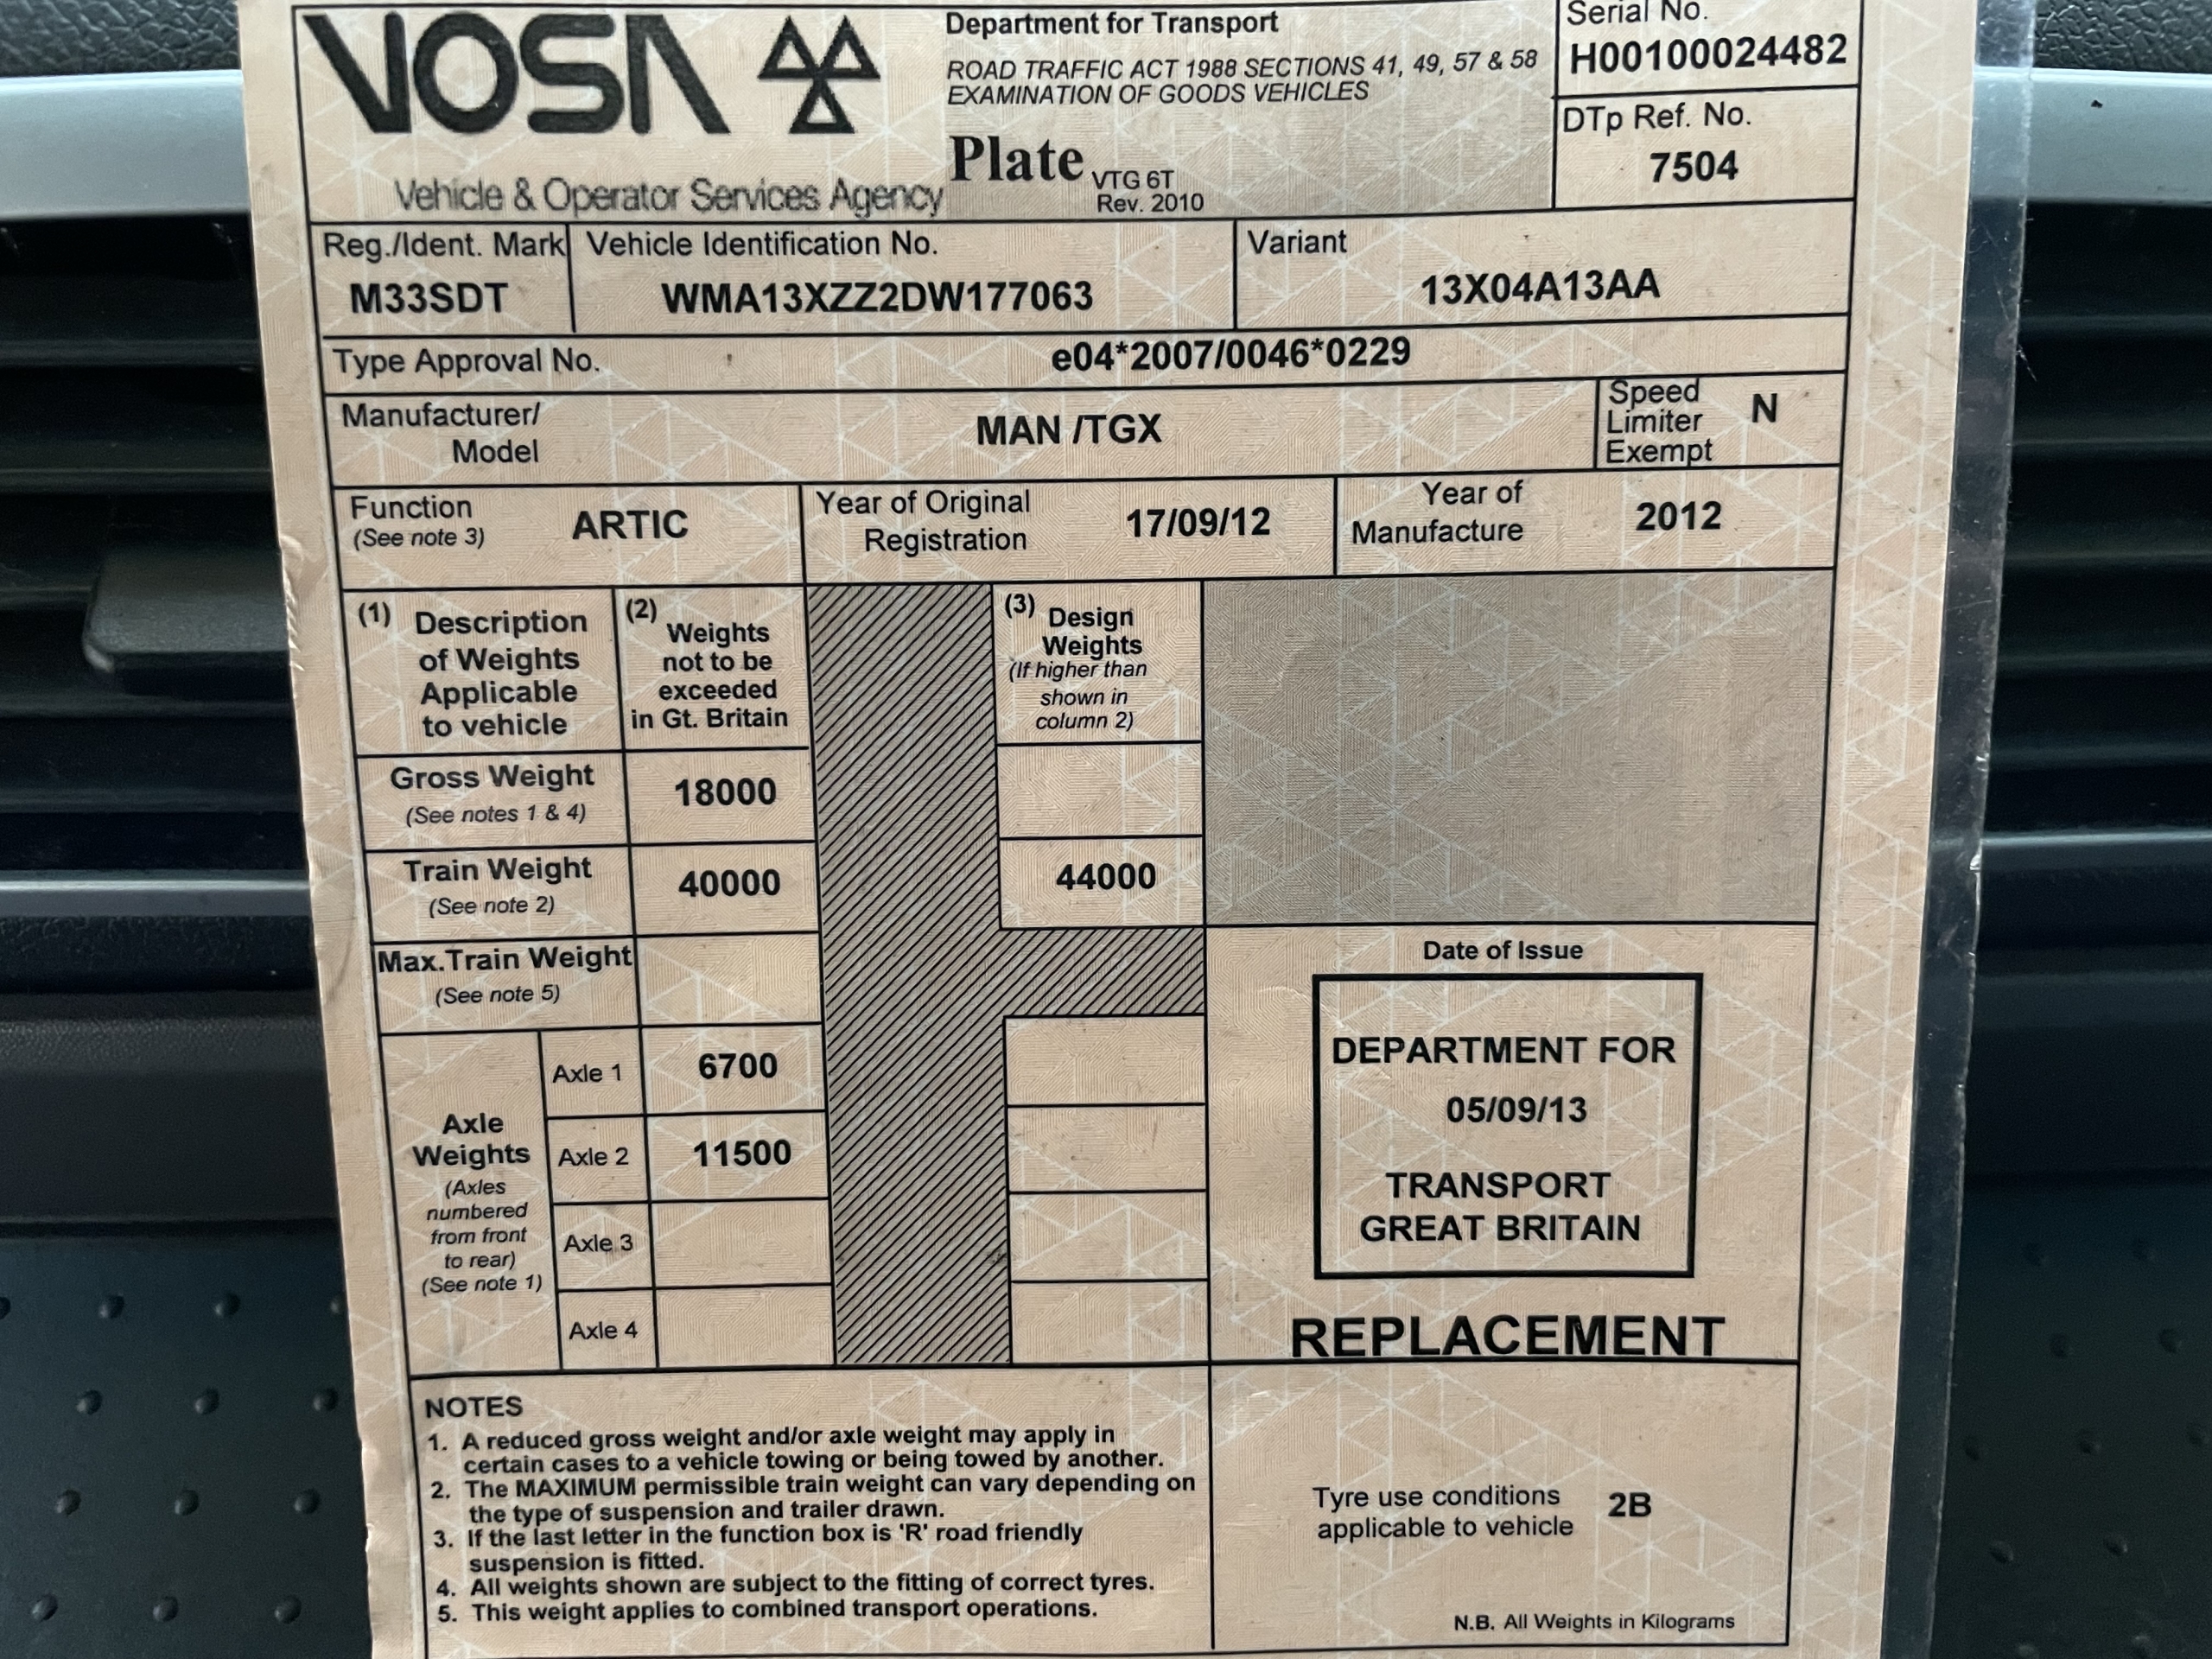 VOSA
Vehicle & Operator Services Agency
Department for Transport
ROAD TRAFFIC ACT 1988 SECTIONS 41, 49, 57 & 58
EXAMINATION OF GOODS VEHICLES
Plate VTG 6T
Rev. 2010
Serial No.
H00100024482
DTp Ref. No.
7504
Reg./Ident. Mark
M33SDT
Vehicle Identification No.
WMA13XZZ2DW177063
Variant
13X04A13AA
Type Approval No. e04*2007/0046*0229
Manufacturer/
Model
MAN /TGX
Speed
Limiter
Exempt
N
Function
(See note 3)
ARTIC
Year of Original
Registration
17/09/12
Year of
Manufacture
2012
(1) Description
of Weights
Applicable
to vehicle
(2) Weights
not to be
exceeded
in Gt. Britain
(3) Design
Weights
(If higher than
shown in
column 2)
Gross Weight
(See notes 1 & 4)
18000
Train Weight
(See note 2)
40000
44000
Max.Train Weight
(See note 5)
Axle
Weights
(Axles
numbered
from front
to rear)
(See note 1)
Axle 1 6700
Axle 2 11500
Axle 3
Axle 4
Date of Issue
DEPARTMENT FOR
05/09/13
TRANSPORT
GREAT BRITAIN
REPLACEMENT
NOTES
1. A reduced gross weight and/or axle weight may apply in
certain cases to a vehicle towing or being towed by another.
2. The MAXIMUM permissible train weight can vary depending on
the type of suspension and trailer drawn.
3. If the last letter in the function box is 'R' road friendly
suspension is fitted.
4. All weights shown are subject to the fitting of correct tyres.
5. This weight applies to combined transport operations.
Tyre use conditions
applicable to vehicle
2B
N.B. All Weights in Kilograms